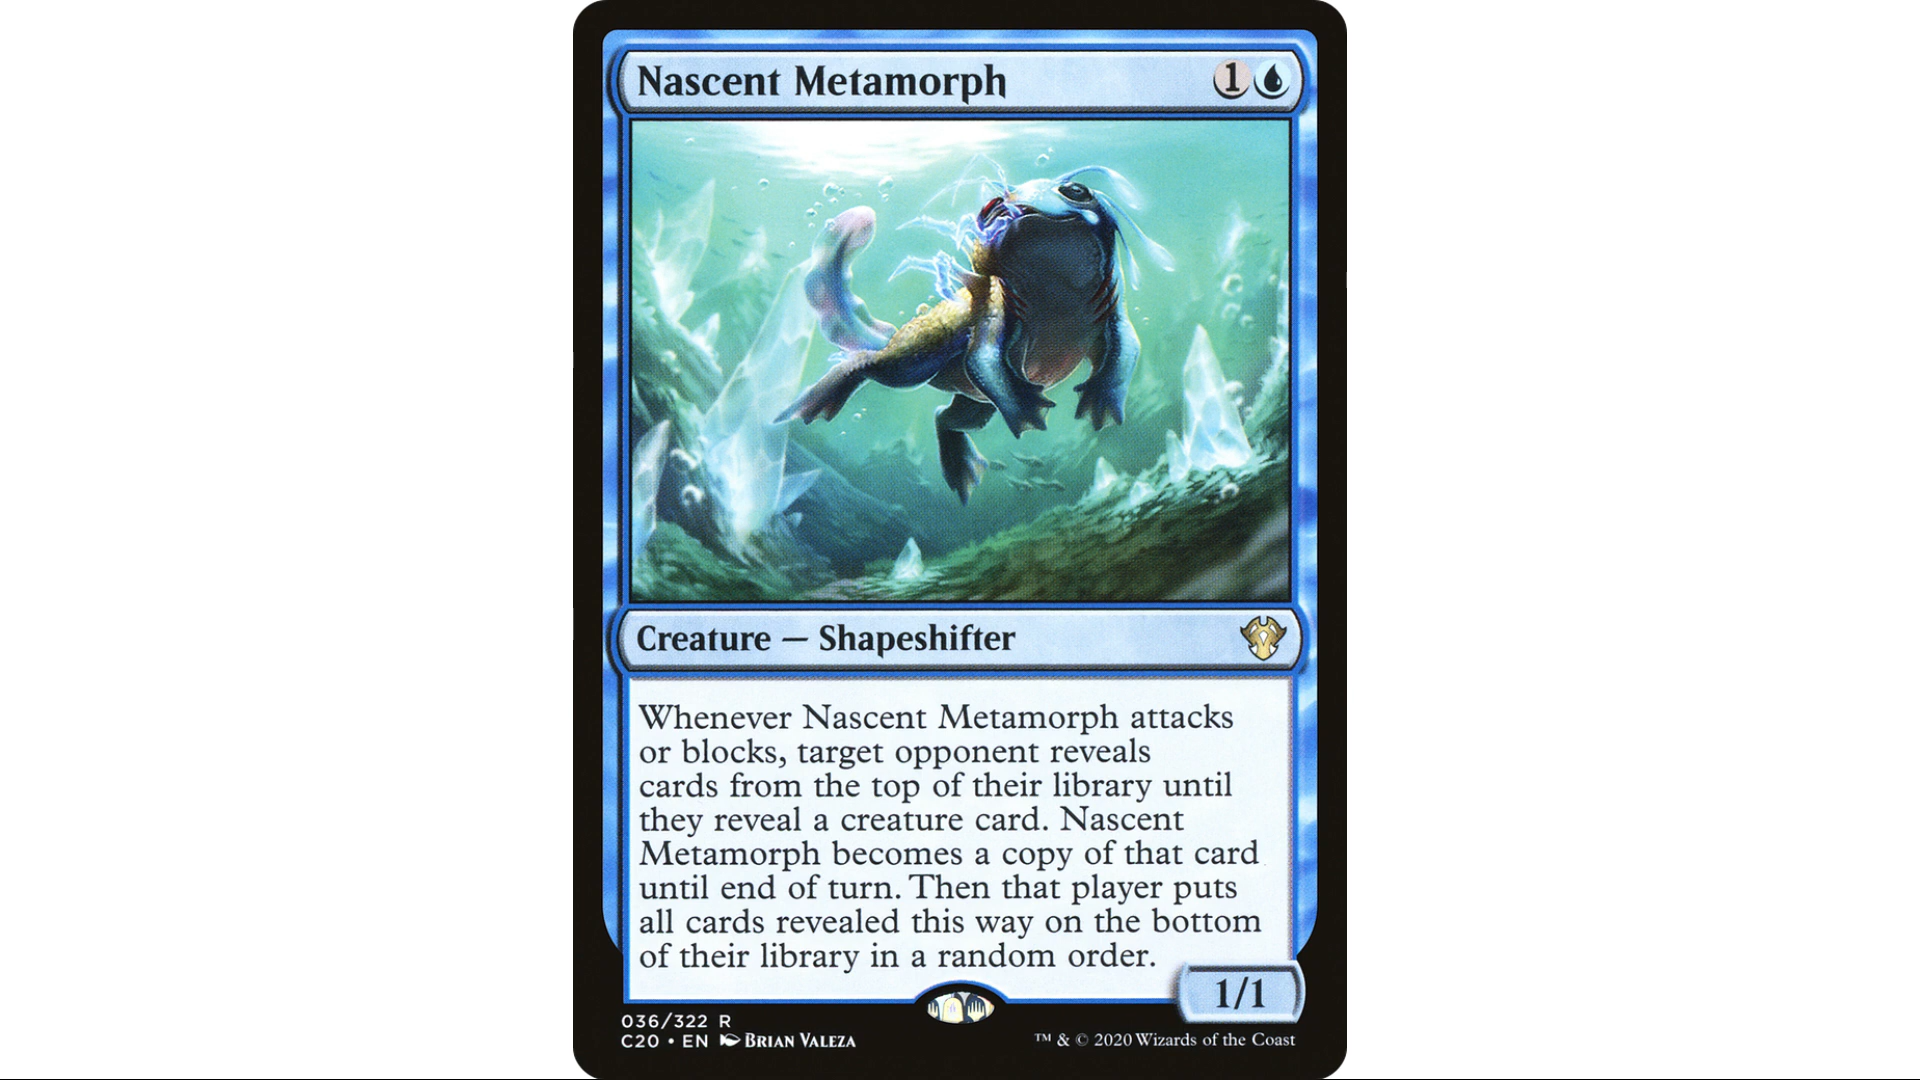 Nascent Metamorph
1
Creature — Shapeshifter
Whenever Nascent Metamorph attacks
or blocks, target opponent reveals
cards from the top of their library until
they reveal a creature card. Nascent
Metamorph becomes a copy of that card
until end of turn. Then that player puts
all cards revealed this way on the bottom
of their library in a random order.
1/1
036/322 R
C20 • EN BRIAN VALEZA
™ & © 2020 Wizards of the Coast